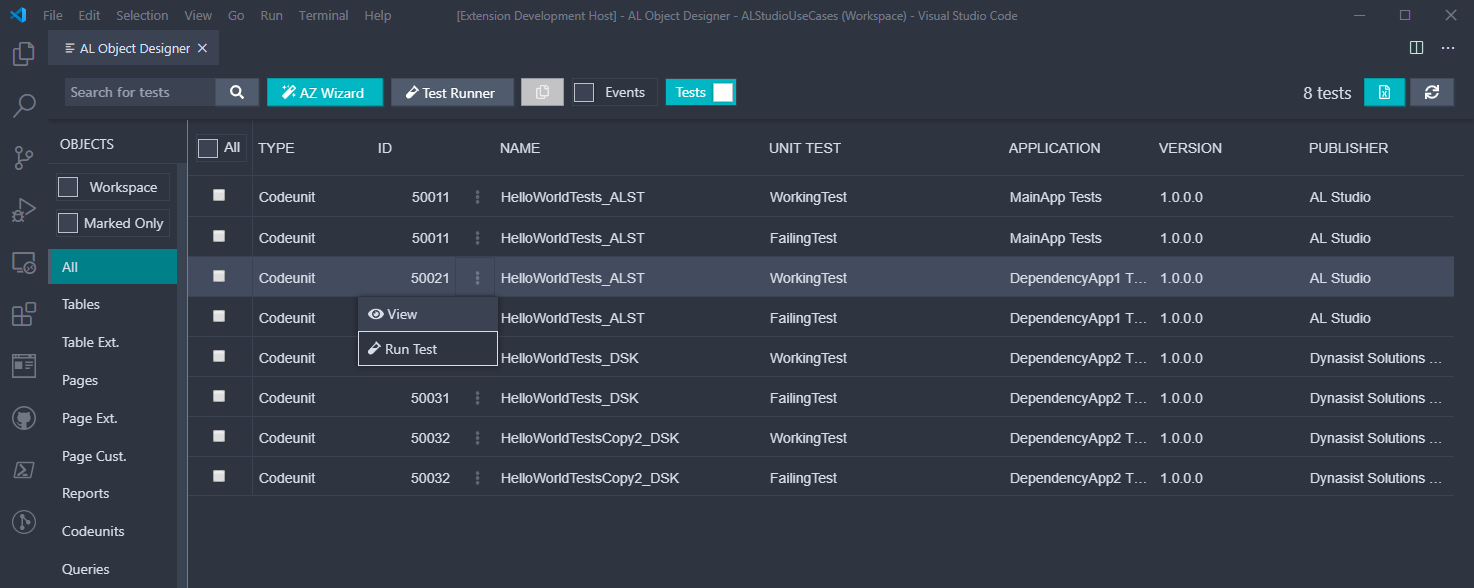 File Edit Selection View Go Run Terminal Help [Extension Development Host] - AL Object Designer - ALStudioUseCases (Workspace) - Visual Studio Code
AL Object Designer
Search for tests AZ Wizard Test Runner Events Tests 8 tests
OBJECTS
Workspace
Marked Only
All
Tables
Table Ext.
Pages
Page Ext.
Page Cust.
Reports
Codeunits
Queries
All TYPE ID NAME UNIT TEST APPLICATION VERSION PUBLISHER
Codeunit 50011 HelloWorldTests_ALST WorkingTest MainApp Tests 1.0.0.0 AL Studio
Codeunit 50011 HelloWorldTests_ALST FailingTest MainApp Tests 1.0.0.0 AL Studio
Codeunit 50021 HelloWorldTests_ALST WorkingTest DependencyApp1 T... 1.0.0.0 AL Studio
Codeunit HelloWorldTests_ALST FailingTest DependencyApp1 T... 1.0.0.0 AL Studio
Codeunit HelloWorldTests_DSK WorkingTest DependencyApp2 T... 1.0.0.0 Dynasist Solutions ...
Codeunit 50031 HelloWorldTests_DSK FailingTest DependencyApp2 T... 1.0.0.0 Dynasist Solutions ...
Codeunit 50032 HelloWorldTestsCopy2_DSK WorkingTest DependencyApp2 T... 1.0.0.0 Dynasist Solutions ...
Codeunit 50032 HelloWorldTestsCopy2_DSK FailingTest DependencyApp2 T... 1.0.0.0 Dynasist Solutions ...
View
Run Test